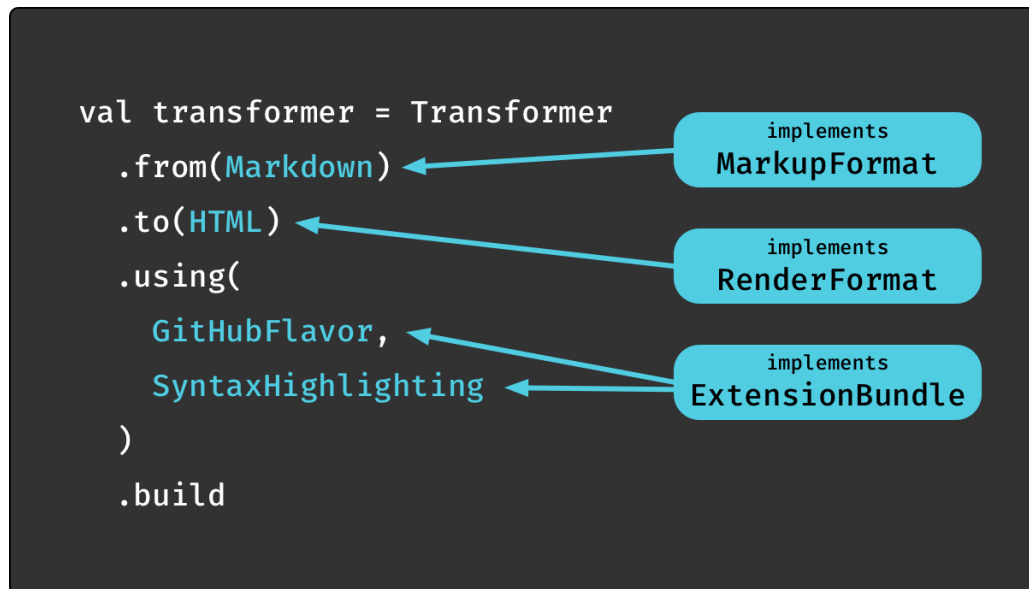 val transformer = Transformer
.from(Markdown)
.to(HTML)
.using(
GitHubFlavor,
SyntaxHighlighting
)
.build
implements
MarkupFormat
implements
RenderFormat
implements
ExtensionBundle